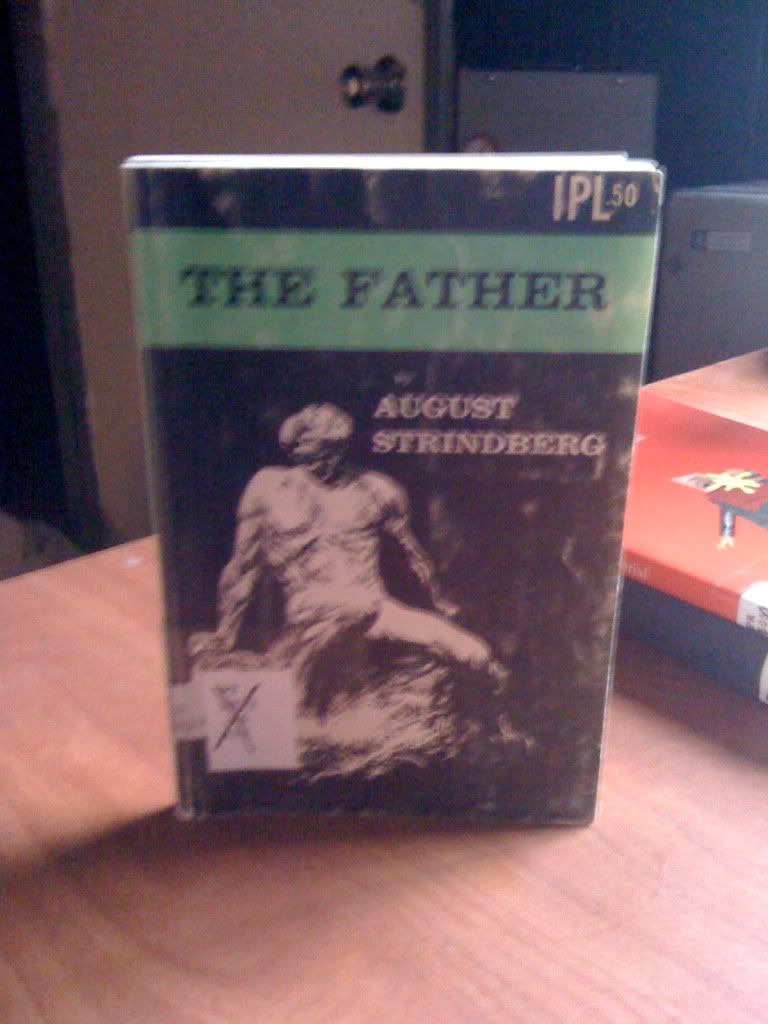 IPL .50
THE FATHER
BY
AUGUST
STRINDBERG